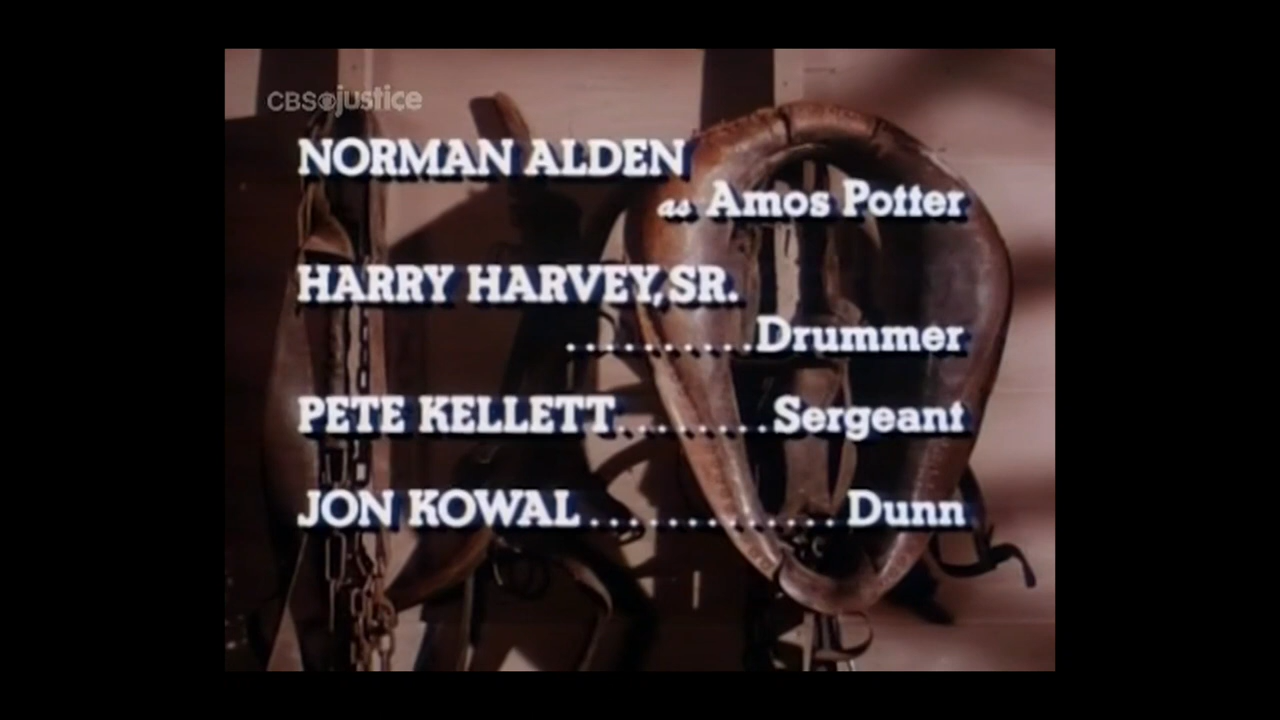 CBS justice
NORMAN ALDEN
as Amos Potter
HARRY HARVEY, SR.
..........Drummer
PETE KELLETT........Sergeant
JON KOWAL.............Dunn